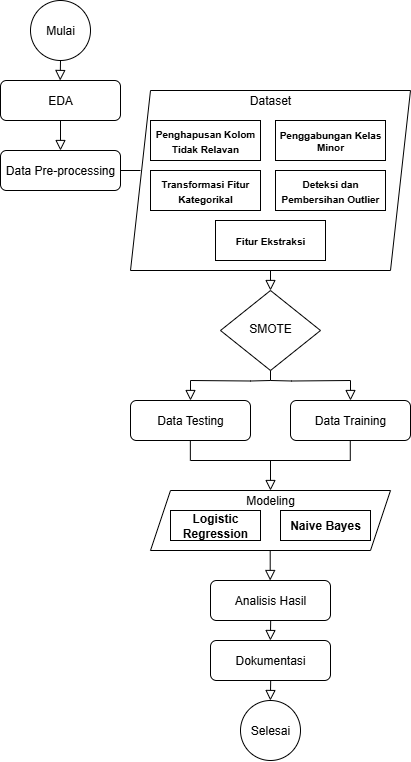 Mulai
EDA
Data Pre-processing
Dataset
Penghapusan Kolom
Tidak Relavan
Penggabungan Kelas
Minor
Transformasi Fitur
Kategorikal
Deteksi dan
Pembersihan Outlier
Fitur Ekstraksi
SMOTE
Data Testing
Data Training
Modeling
Logistic
Regression
Naive Bayes
Analisis Hasil
Dokumentasi
Selesai